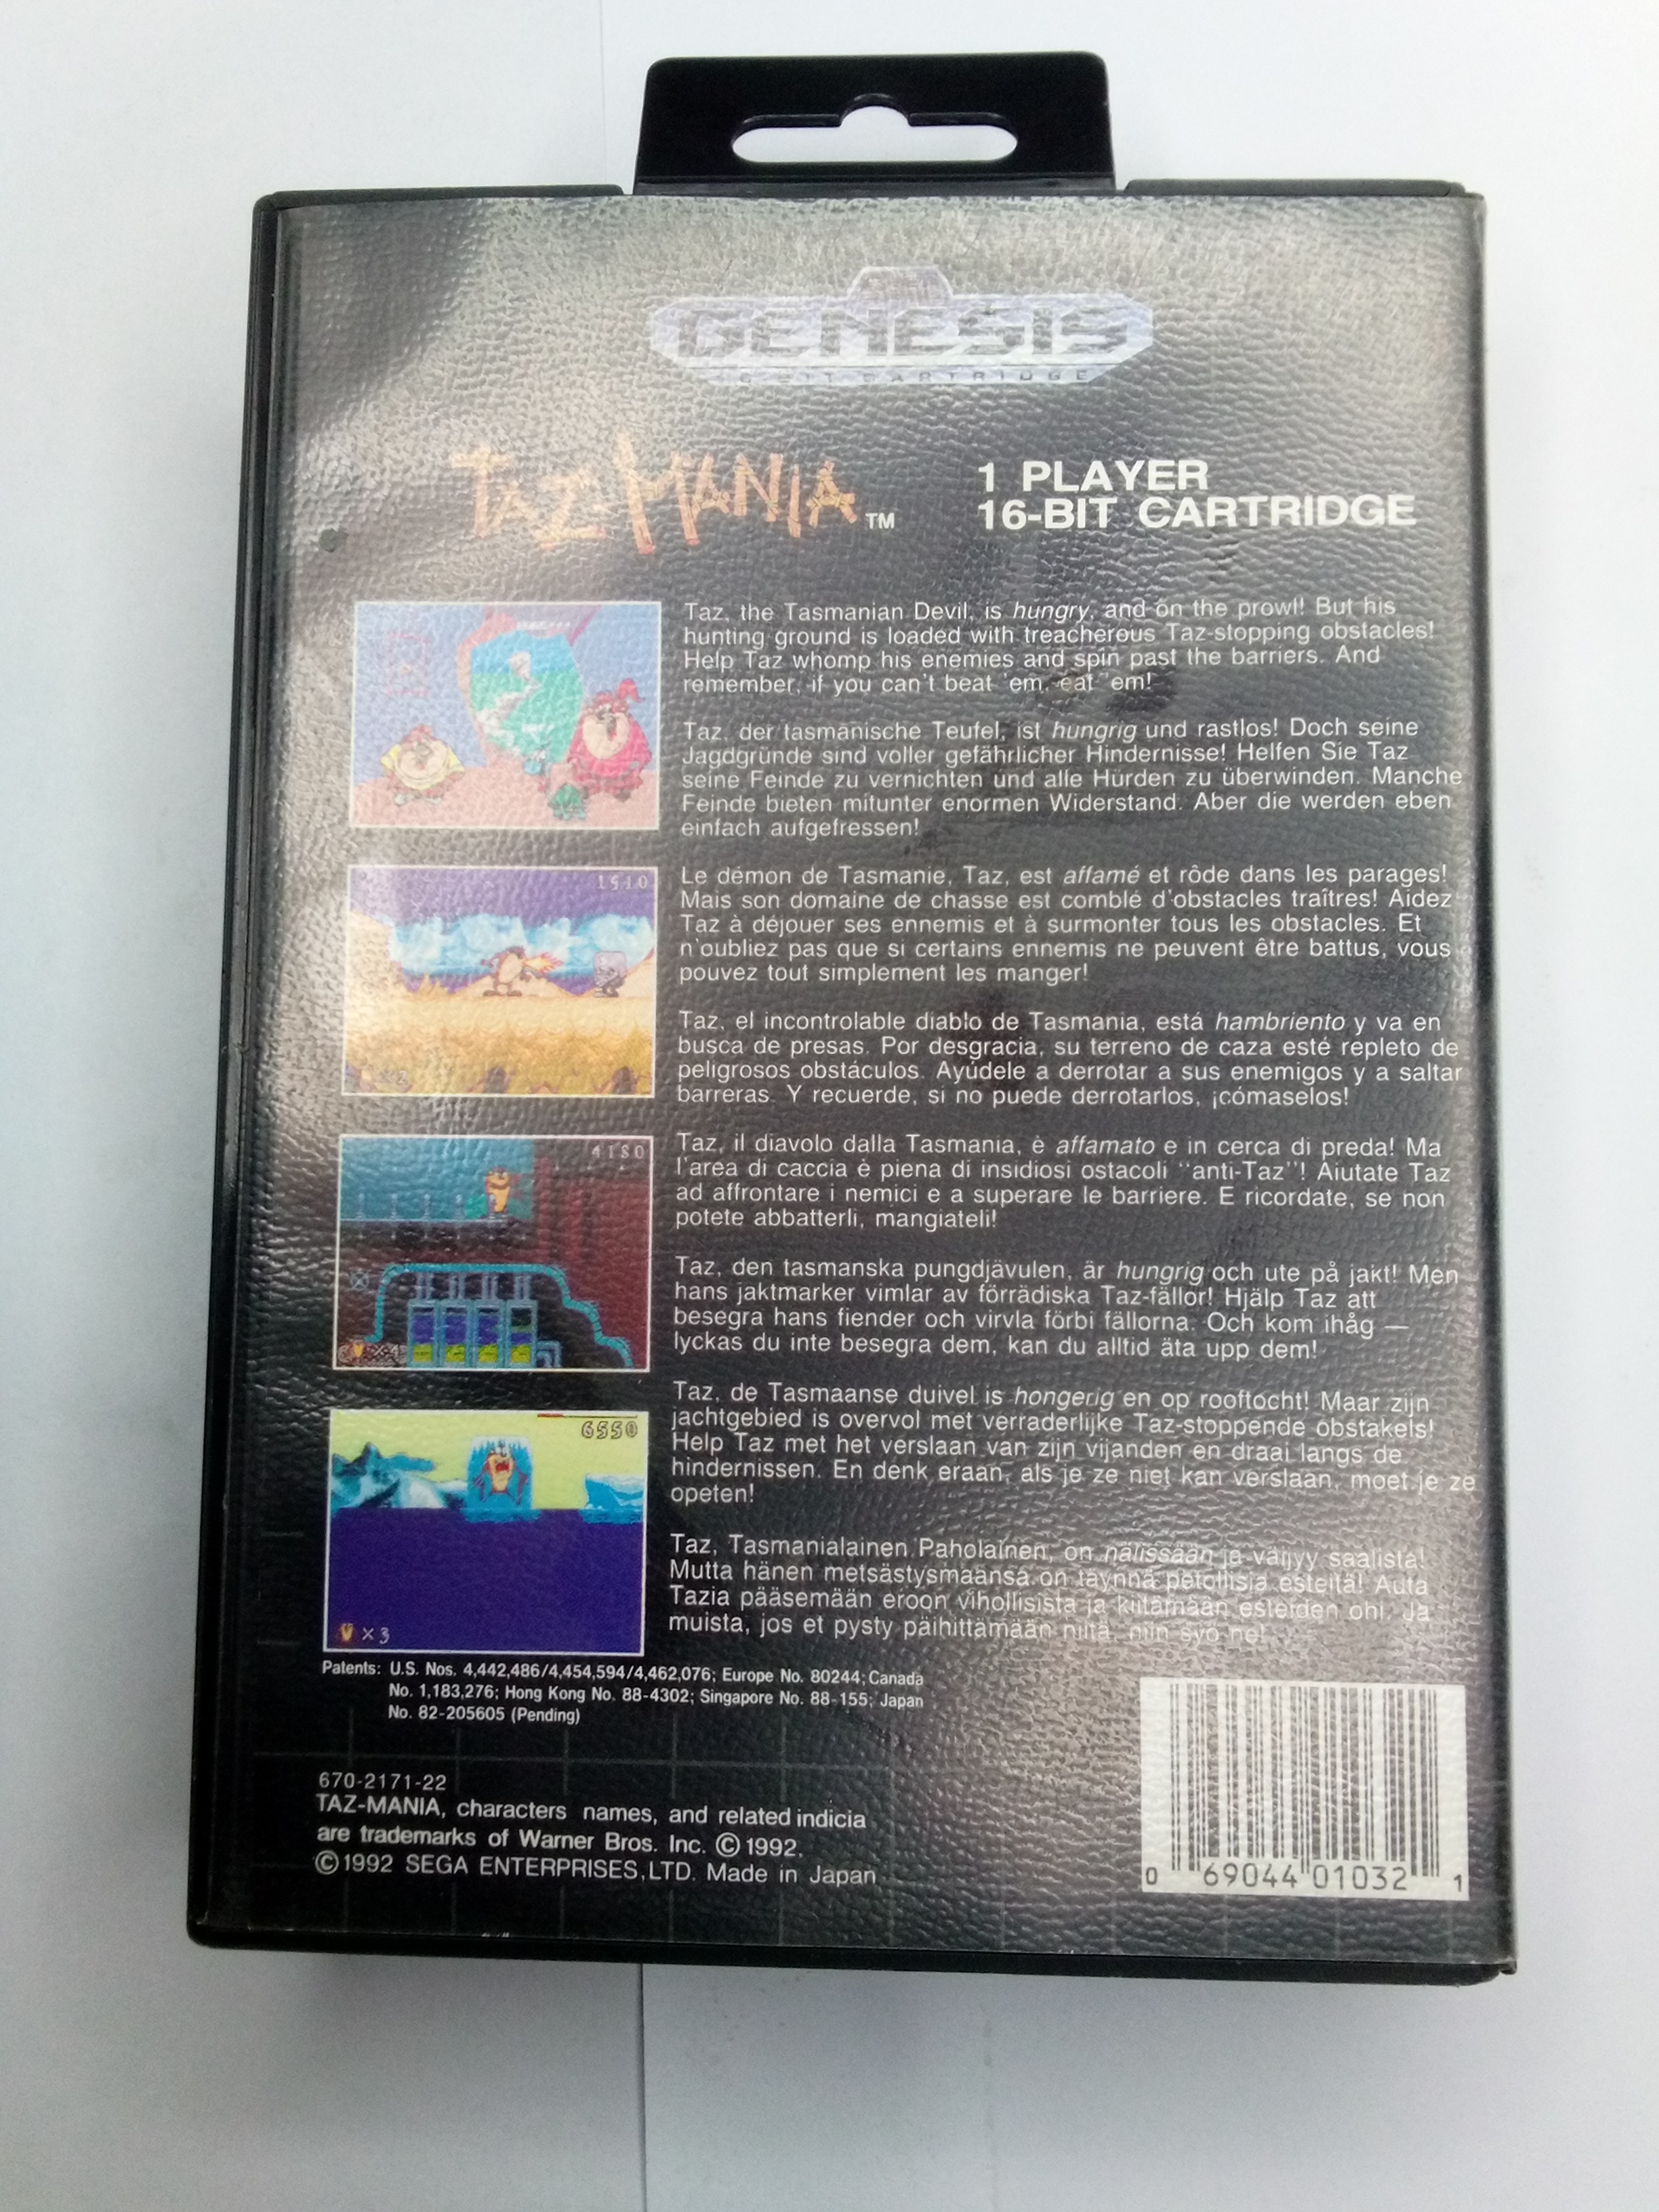 GENESIS
TAZ-MANIA™
1 PLAYER
16-BIT CARTRIDGE
Taz, the Tasmanian Devil, is hungry, and on the prowl! But his
hunting ground is loaded with treacherous Taz-stopping obstacles!
Help Taz whomp his enemies and spin past the barriers. And
remember, if you can't beat 'em, eat 'em!
Taz, der tasmanische Teufel, ist hungrig und rastlos! Doch seine
Jagdgründe sind voller gefährlicher Hindernisse! Helfen Sie Taz
seine Feinde zu vernichten und alle Hürden zu überwinden. Manche
Feinde bieten mitunter enormen Widerstand. Aber die werden eben
einfach aufgefressen!
1510
×2
Le démon de Tasmanie, Taz, est affamé et rôde dans les parages!
Mais son domaine de chasse est comblé d'obstacles traîtres! Aidez
Taz à déjouer ses ennemis et à surmonter tous les obstacles. Et
n'oubliez pas que si certains ennemis ne peuvent être battus, vous
pouvez tout simplement les manger!
Taz, el incontrolable diablo de Tasmania, está hambriento y va en
busca de presas. Por desgracia, su terreno de caza esté repleto de
peligrosos obstáculos. Ayúdele a derrotar a sus enemigos y a saltar
barreras. Y recuerde, si no puede derrotarlos, ¡cómaselos!
4180
Taz, il diavolo dalla Tasmania, è affamato e in cerca di preda! Ma
l'area di caccia è piena di insidiosi ostacoli "anti-Taz"! Aiutate Taz
ad affrontare i nemici e a superare le barriere. E ricordate, se non
potete abbatterli, mangiateli!
Taz, den tasmanska pungdjävulen, är hungrig och ute på jakt! Men
hans jaktmarker vimlar av förrädiska Taz-fällor! Hjälp Taz att
besegra hans fiender och virvla förbi fällorna. Och kom ihåg —
lyckas du inte besegra dem, kan du alltid äta upp dem!
6550
×3
Taz, de Tasmaanse duivel is hongerig en op rooftocht! Maar zijn
jachtgebied is overvol met verraderlijke Taz-stoppende obstakels!
Help Taz met het verslaan van zijn vijanden en draai langs de
hindernissen. En denk eraan, als je ze niet kan verslaan, moet je ze
opeten!
Taz, Tasmanialainen Paholainen, on nälissään ja väijyy saalista!
Mutta hänen metsästysmaansa on täynnä petollisia esteitä! Auta
Tazia pääsemään eroon vihollisista ja kiitämään esteiden ohi. Ja
muista, jos et pysty päihittämään niitä, niin syö ne!
Patents: U.S. Nos. 4,442,486/4,454,594/4,462,076; Europe No. 80244; Canada
No. 1,183,276; Hong Kong No. 88-4302; Singapore No. 88-155; Japan
No. 82-205605 (Pending)
670-2171-22
TAZ-MANIA, characters names, and related indicia
are trademarks of Warner Bros. Inc. © 1992.
© 1992 SEGA ENTERPRISES, LTD. Made in Japan
0 69044 01032 1